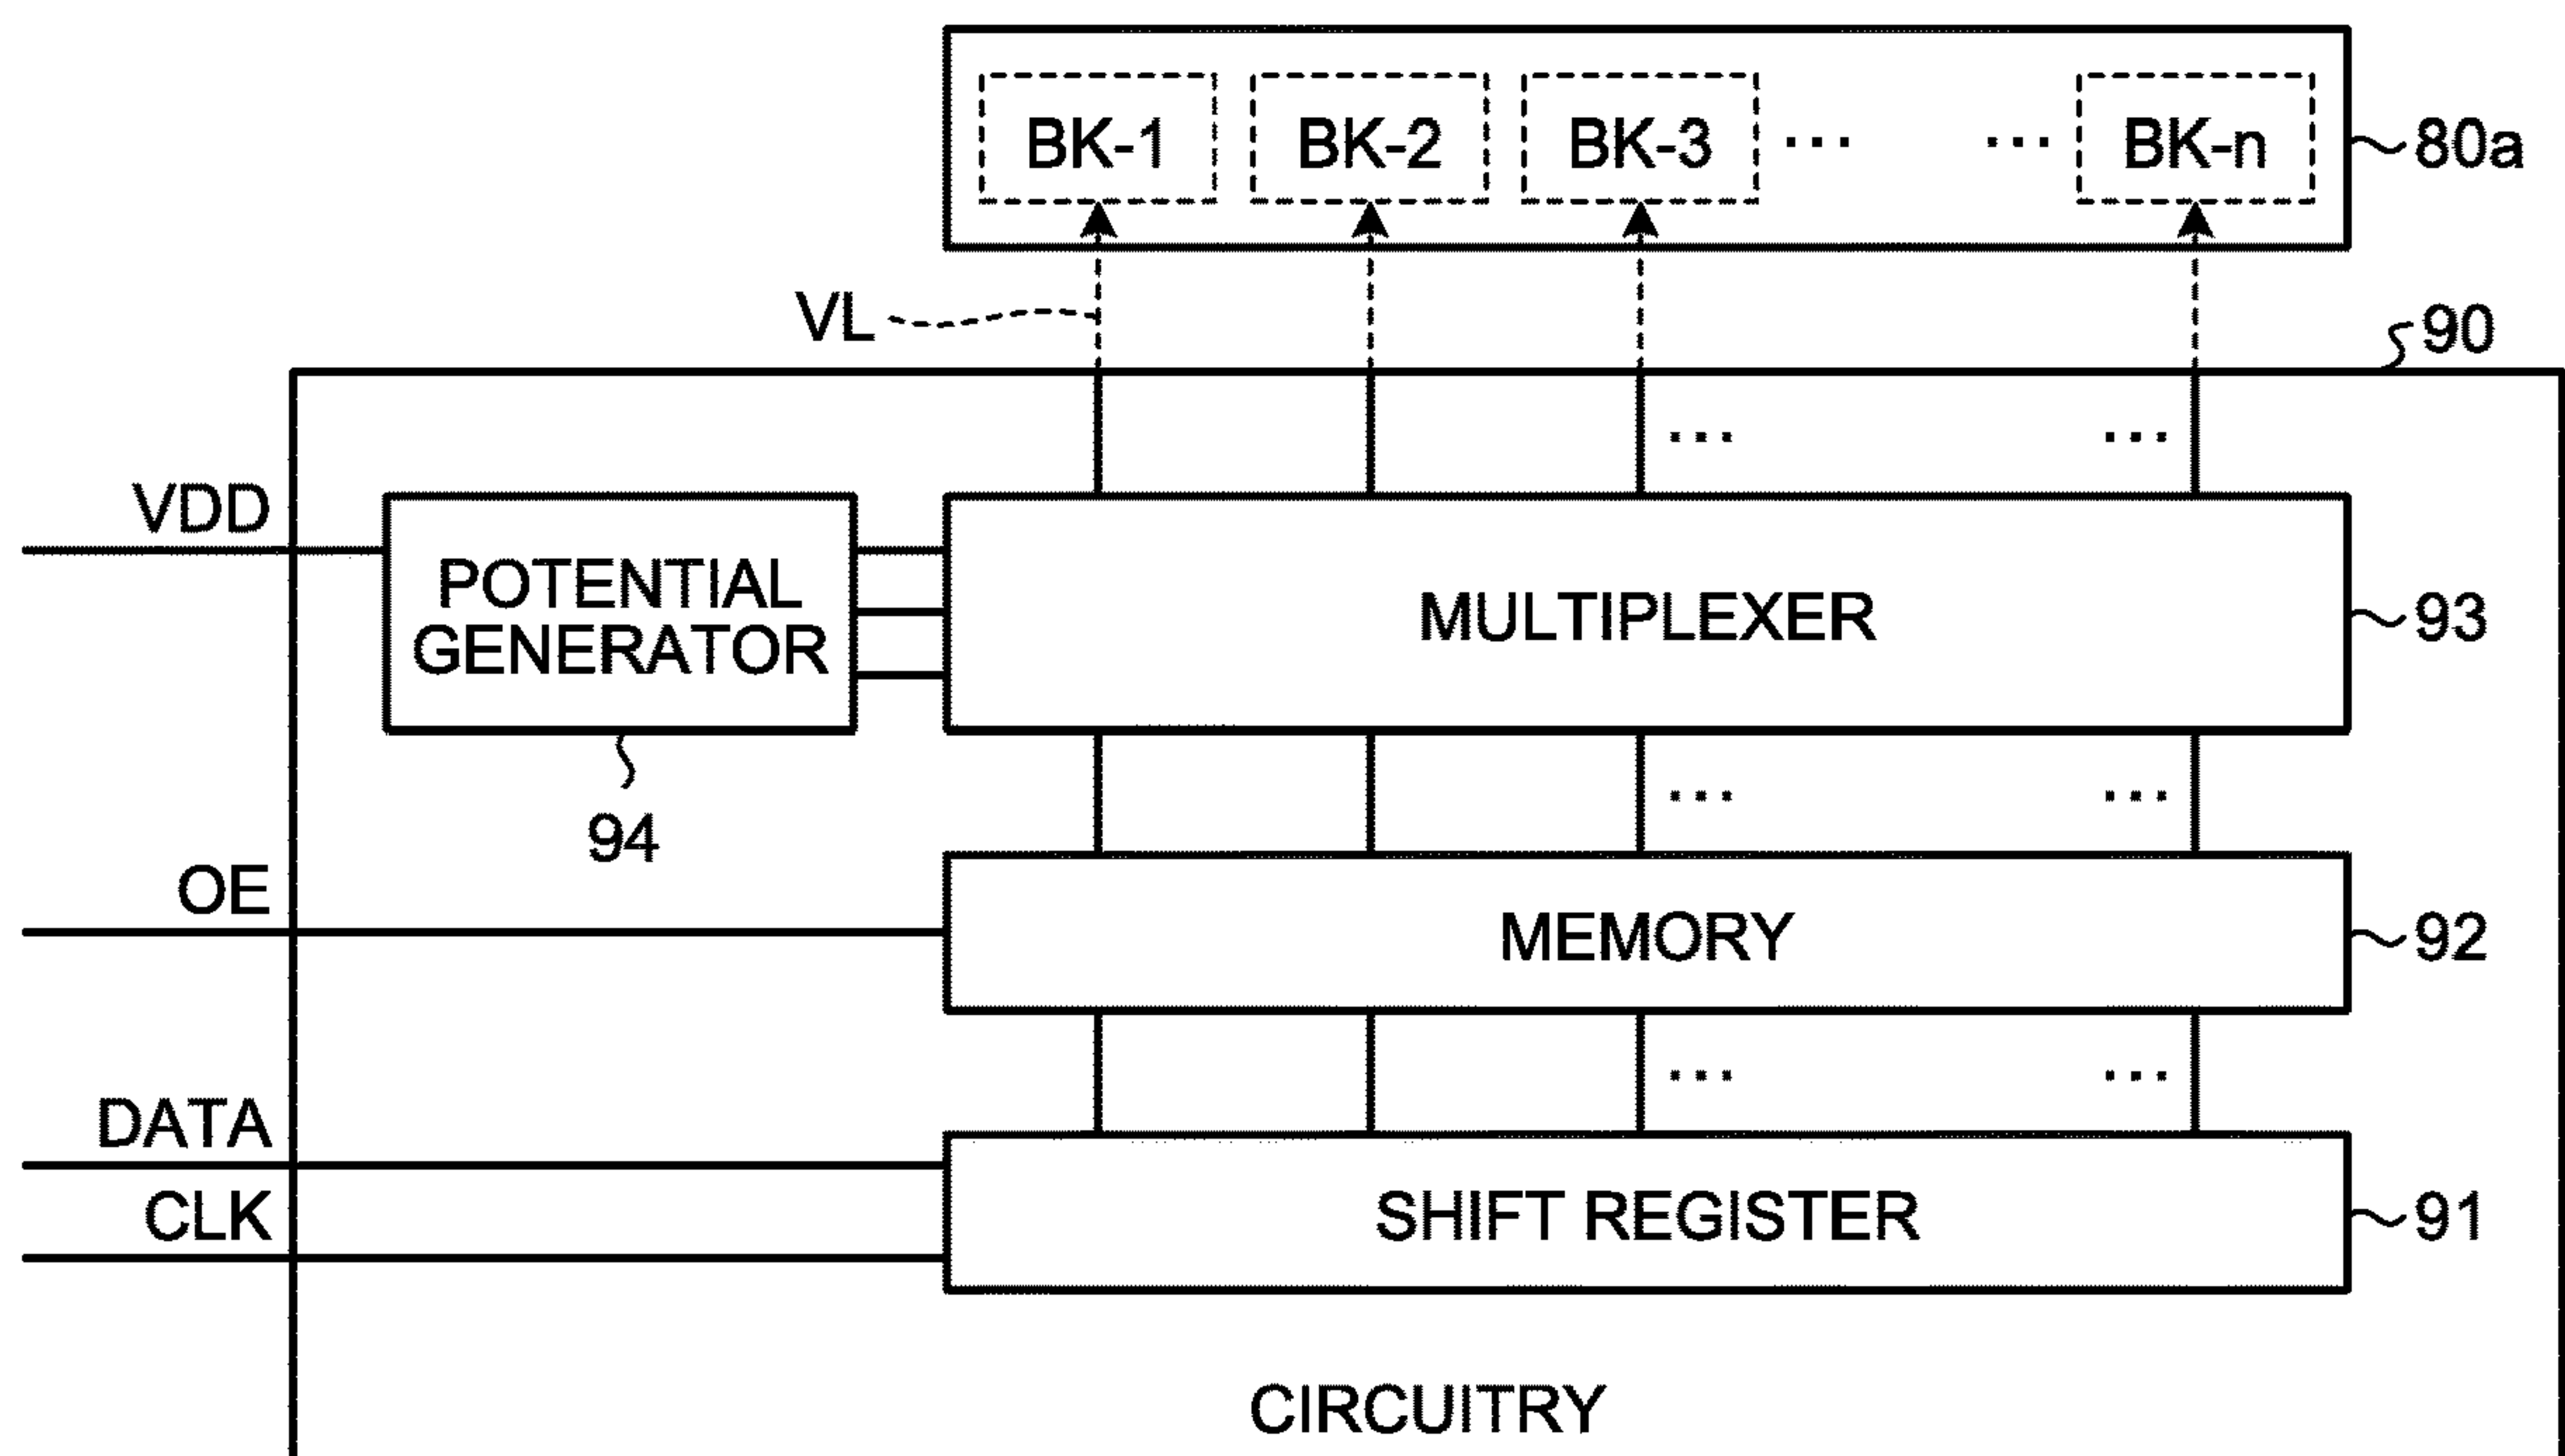 BK-1 BK-2 BK-3 ... ... BK-n 80a
VL
90
... ...
VDD
POTENTIAL
GENERATOR
MULTIPLEXER 93
94
... ...
OE
MEMORY 92
... ...
DATA
CLK
SHIFT REGISTER 91
CIRCUITRY